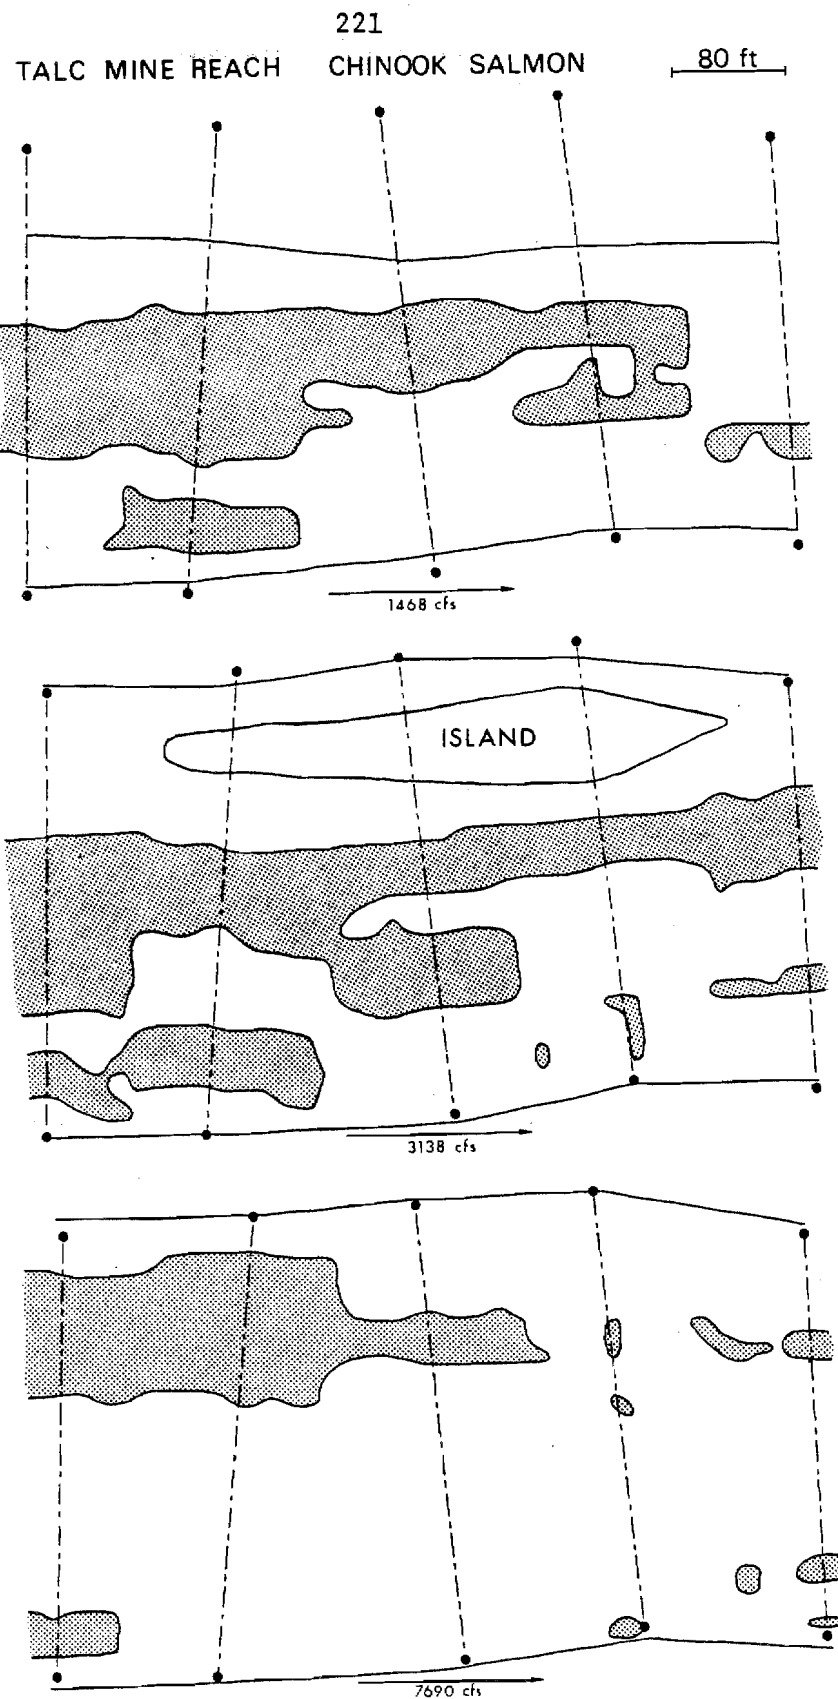 221
TALC MINE REACH CHINOOK SALMON 80 ft
1468 cfs
ISLAND
3138 cfs
7690 cfs